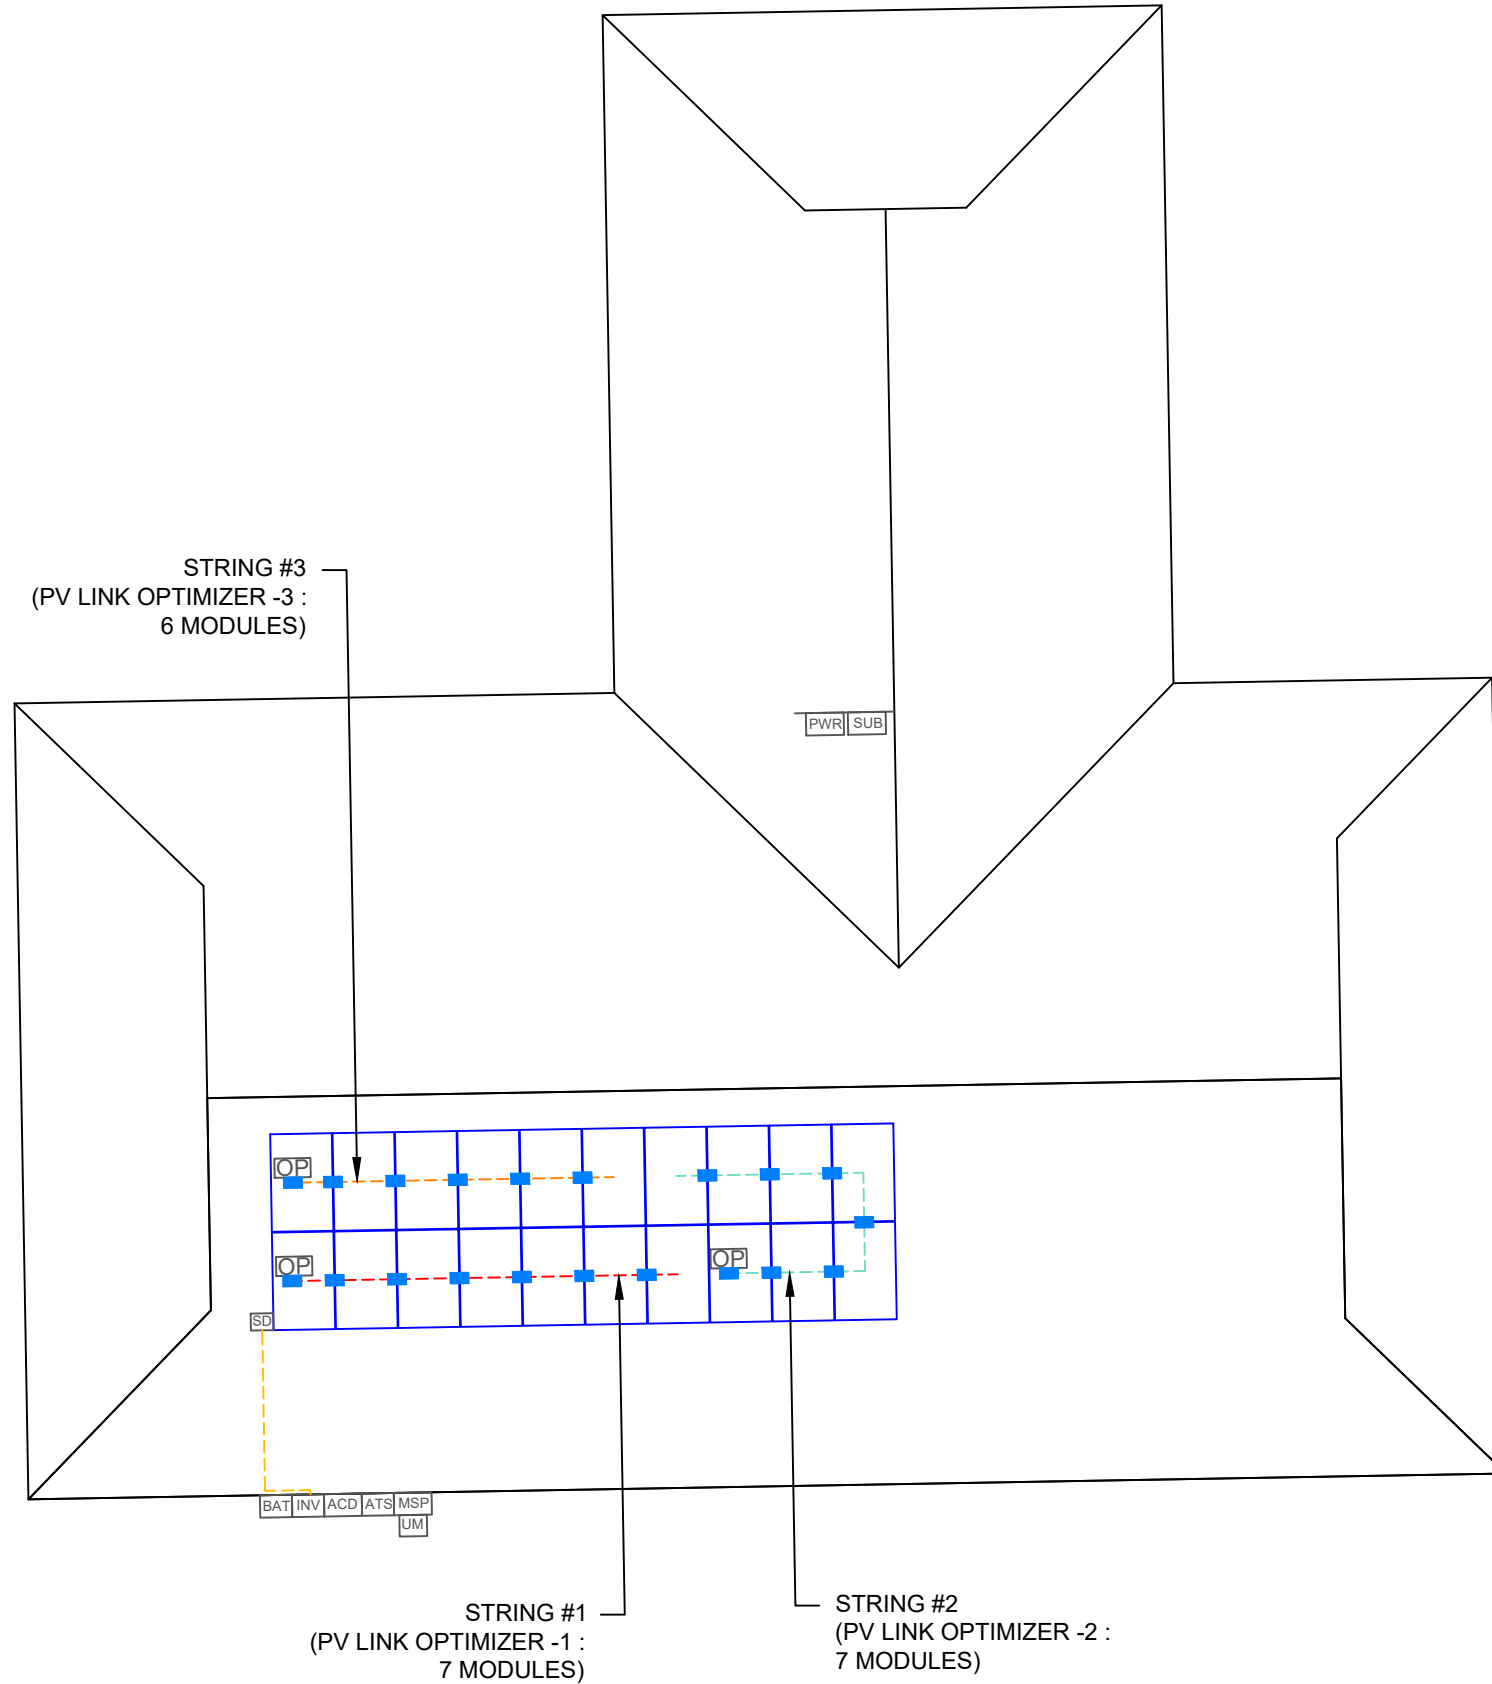 STRING #3
(PV LINK OPTIMIZER -3 :
6 MODULES)
PWR SUB
OP
OP
OP
SD
BAT INV ACD ATS MSP
UM
STRING #1
(PV LINK OPTIMIZER -1 :
7 MODULES)
STRING #2
(PV LINK OPTIMIZER -2 :
7 MODULES)